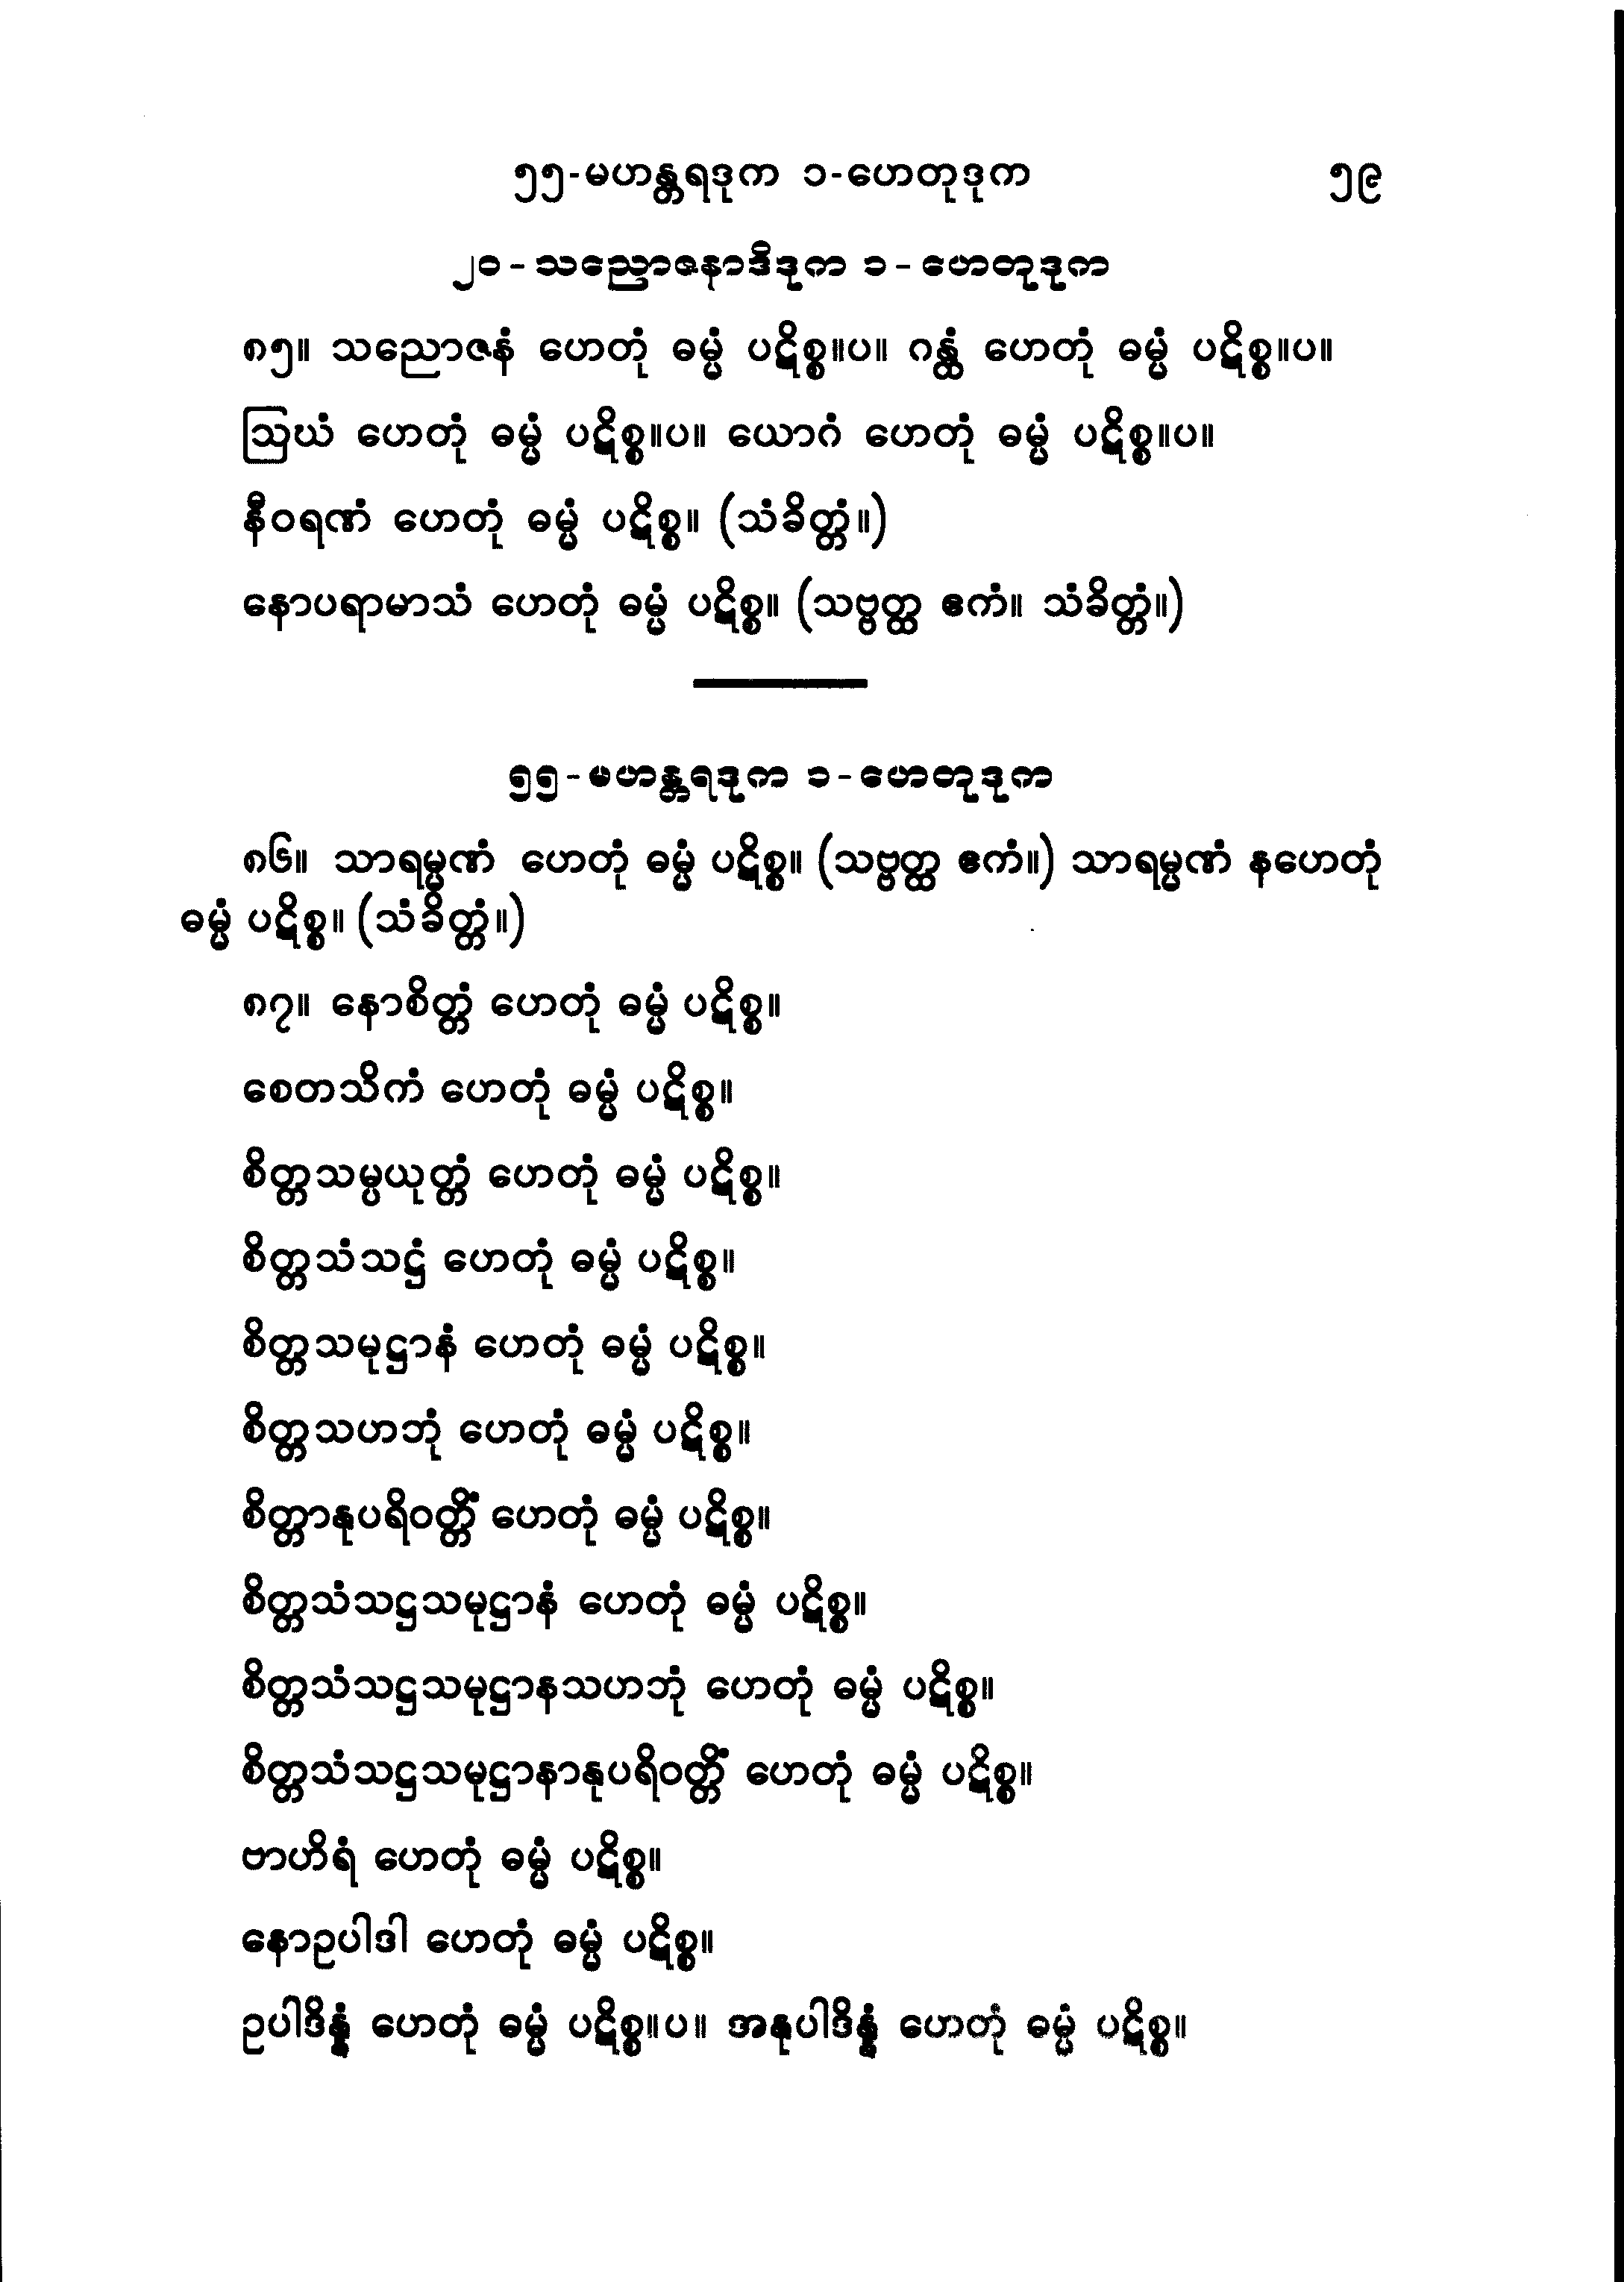 ၅၅-မဟန္တရဒုက ၁-ဟေတုဒုက ၅၉
၂၀-သညောဇနာဒိဒုက ၁-ဟေတုဒုက
၈၅။ သညောဇနံ ဟေတုံ ဓမ္မံ ပဋိစ္စ။ပ။ ဂန္ထံ ဟေတုံ ဓမ္မံ ပဋိစ္စ။ပ။
ဩဃံ ဟေတုံ ဓမ္မံ ပဋိစ္စ။ပ။ ယောဂံ ဟေတုံ ဓမ္မံ ပဋိစ္စ။ပ။
နီဝရဏံ ဟေတုံ ဓမ္မံ ပဋိစ္စ။ (သံခိတ္တံ။)
နောပရာမာသံ ဟေတုံ ဓမ္မံ ပဋိစ္စ။ (သဗ္ဗတ္ထ ဧကံ။ သံခိတ္တံ။)
၅၅-မဟန္တရဒုက ၁-ဟေတုဒုက
၈၆။ သာရမ္မဏံ ဟေတုံ ဓမ္မံ ပဋိစ္စ။ (သဗ္ဗတ္ထ ဧကံ။) သာရမ္မဏံ နဟေတုံ
ဓမ္မံ ပဋိစ္စ။ (သံခိတ္တံ။)
၈၇။ နောစိတ္တံ ဟေတုံ ဓမ္မံ ပဋိစ္စ။
စေတသိကံ ဟေတုံ ဓမ္မံ ပဋိစ္စ။
စိတ္တသမ္ပယုတ္တံ ဟေတုံ ဓမ္မံ ပဋိစ္စ။
စိတ္တသံသဋ္ဌံ ဟေတုံ ဓမ္မံ ပဋိစ္စ။
စိတ္တသမုဋ္ဌာနံ ဟေတုံ ဓမ္မံ ပဋိစ္စ။
စိတ္တသဟဘုံ ဟေတုံ ဓမ္မံ ပဋိစ္စ။
စိတ္တာနုပရိဝတ္တိံ ဟေတုံ ဓမ္မံ ပဋိစ္စ။
စိတ္တသံသဋ္ဌသမုဋ္ဌာနံ ဟေတုံ ဓမ္မံ ပဋိစ္စ။
စိတ္တသံသဋ္ဌသမုဋ္ဌာနသဟဘုံ ဟေတုံ ဓမ္မံ ပဋိစ္စ။
စိတ္တသံသဋ္ဌသမုဋ္ဌာနာနုပရိဝတ္တိံ ဟေတုံ ဓမ္မံ ပဋိစ္စ။
ဗာဟိရံ ဟေတုံ ဓမ္မံ ပဋိစ္စ။
နောဥပါဒါ ဟေတုံ ဓမ္မံ ပဋိစ္စ။
ဥပါဒိန္နံ ဟေတုံ ဓမ္မံ ပဋိစ္စ။ပ။ အနုပါဒိန္နံ ဟေတုံ ဓမ္မံ ပဋိစ္စ။